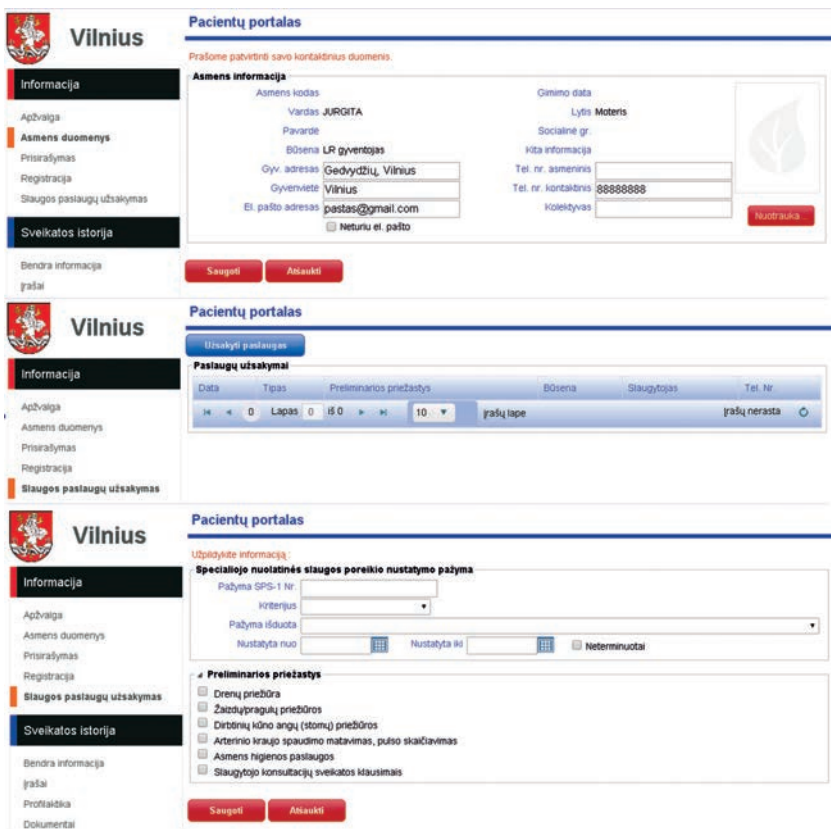 Vilnius
Pacientų portalas
Prašome patvirtinti savo kontaktinius duomenis.
Informacija
Apžvalga
Asmens duomenys
Prisirašymas
Registracija
Slaugos paslaugų užsakymas
Sveikatos istorija
Bendra informacija
Įrašai
Asmens informacija
Asmens kodas
Gimimo data
Vardas JURGITA
Lytis Moteris
Pavardė
Socialinė gr.
Būsena LR gyventojas
Kita informacija
Gyv. adresas Gedvydžių, Vilnius
Tel. nr. asmeninis
Gyvenvietė Vilnius
Tel. nr. kontaktinis 88888888
El. pašto adresas pastas@gmail.com
Kolektyvas
Neturiu el. pašto
Nuotrauka...
Saugoti Atšaukti
Vilnius
Pacientų portalas
Informacija
Apžvalga
Asmens duomenys
Prisirašymas
Registracija
Slaugos paslaugų užsakymas
Užsakyti paslaugas
Paslaugų užsakymai
Data Tipas Preliminarios priežastys Būsena Slaugytojas Tel. Nr.
0 Lapas 0 iš 0 10 įrašų lape Įrašų nerasta
Vilnius
Pacientų portalas
Informacija
Apžvalga
Asmens duomenys
Prisirašymas
Registracija
Slaugos paslaugų užsakymas
Sveikatos istorija
Bendra informacija
Įrašai
Profilaktika
Dokumentai
Užpildykite informaciją:
Specialiojo nuolatinės slaugos poreikio nustatymo pažyma
Pažyma SPS-1 Nr.
Kriterijus
Pažyma išduota
Nustatyta nuo Nustatyta iki Neterminuotai
Preliminarios priežastys
Drenų priežiūra
Žaizdų/pragulų priežiūros
Dirbtinių kūno angų (stomų) priežiūros
Arterinio kraujo spaudimo matavimas, pulso skaičiavimas
Asmens higienos paslaugos
Slaugytojo konsultacijų sveikatos klausimais
Saugoti Atšaukti